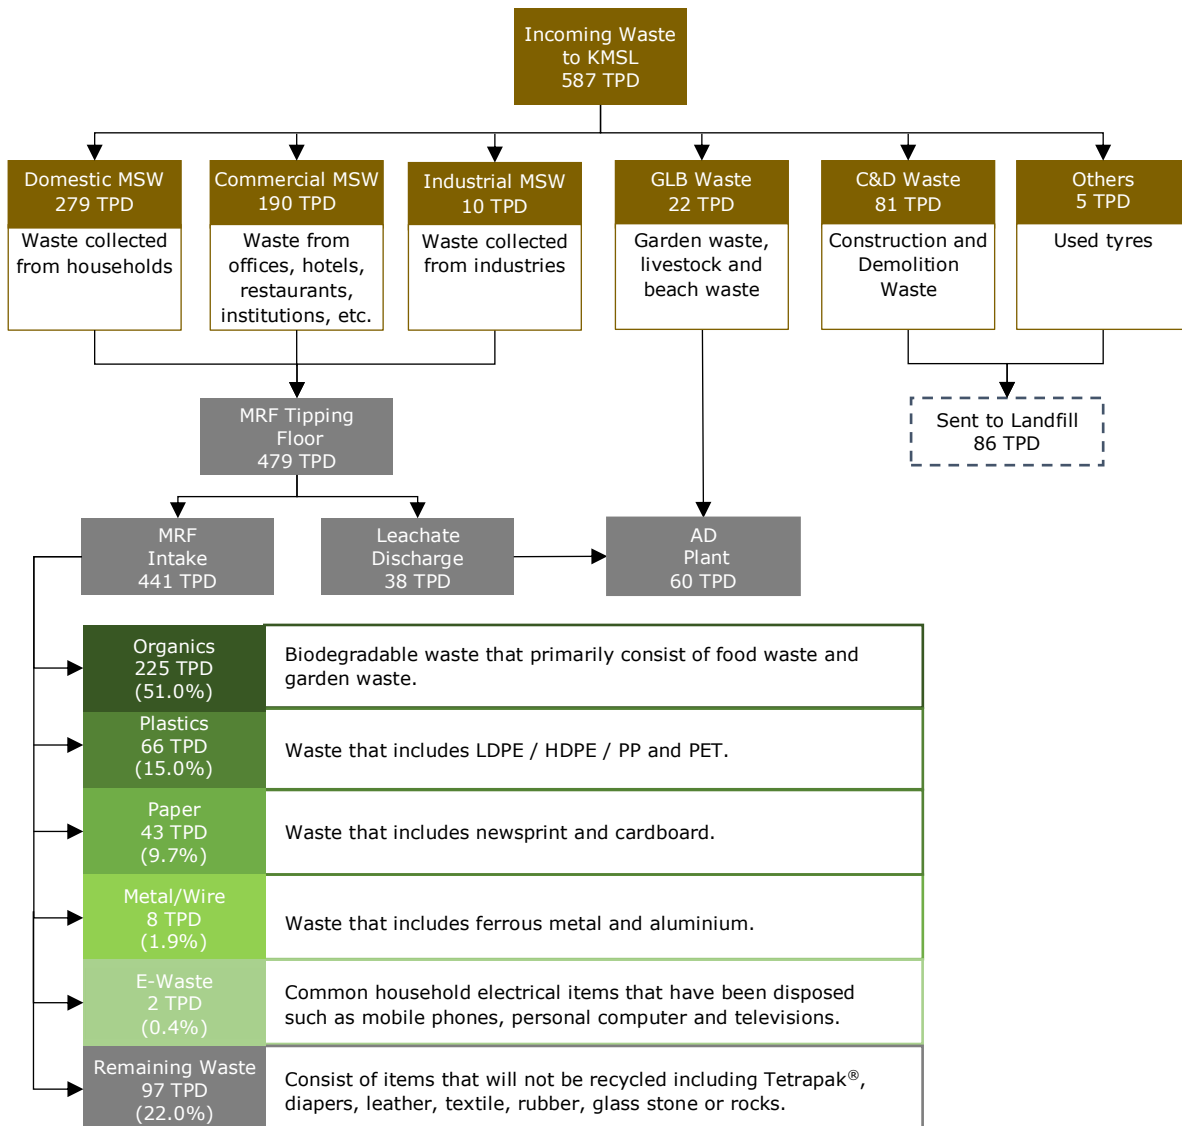 Incoming Waste
to KMSL
587 TPD
Domestic MSW
279 TPD
Waste collected
from households
Commercial MSW
190 TPD
Waste from
offices, hotels,
restaurants,
institutions, etc.
Industrial MSW
10 TPD
Waste collected
from industries
GLB Waste
22 TPD
Garden waste,
livestock and
beach waste
C&D Waste
81 TPD
Construction and
Demolition
Waste
Others
5 TPD
Used tyres
MRF Tipping
Floor
479 TPD
Sent to Landfill
86 TPD
MRF
Intake
441 TPD
Leachate
Discharge
38 TPD
AD
Plant
60 TPD
Organics
225 TPD
(51.0%)
Biodegradable waste that primarily consist of food waste and
garden waste.
Plastics
66 TPD
(15.0%)
Waste that includes LDPE / HDPE / PP and PET.
Paper
43 TPD
(9.7%)
Waste that includes newsprint and cardboard.
Metal/Wire
8 TPD
(1.9%)
Waste that includes ferrous metal and aluminium.
E-Waste
2 TPD
(0.4%)
Common household electrical items that have been disposed
such as mobile phones, personal computer and televisions.
Remaining Waste
97 TPD
(22.0%)
Consist of items that will not be recycled including Tetrapak®,
diapers, leather, textile, rubber, glass stone or rocks.